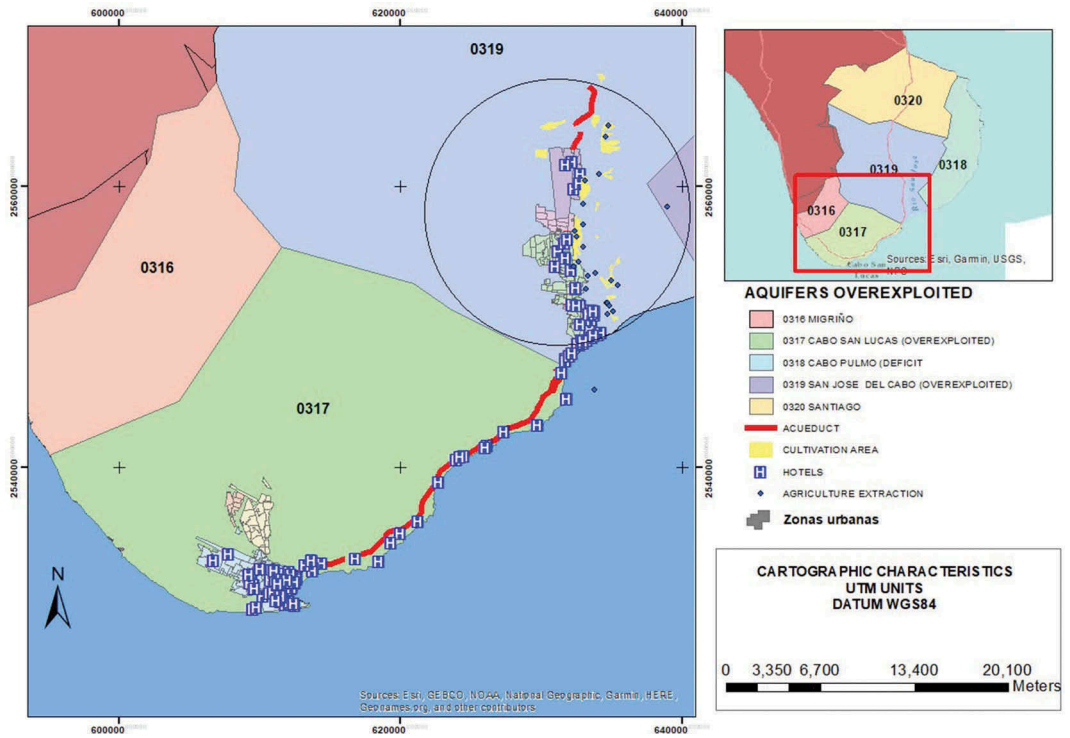 600000
620000
640000
0319
0316
0317
2560000
2540000
2560000
2540000
N
Sources: Esri, GEBCO, NOAA, National Geographic, Garmin, HERE,
Geonames.org, and other contributors
600000
620000
640000
0320
0319
0318
0316
0317
Cabo San
Lucas
Sources: Esri, Garmin, USGS,
NPS
AQUIFERS OVEREXPLOITED
0316 MIGRIÑO
0317 CABO SAN LUCAS (OVEREXPLOITED)
0318 CABO PULMO (DEFICIT
0319 SAN JOSE DEL CABO (OVEREXPLOITED)
0320 SANTIAGO
ACUEDUCT
CULTIVATION AREA
H HOTELS
AGRICULTURE EXTRACTION
Zonas urbanas
CARTOGRAPHIC CHARACTERISTICS
UTM UNITS
DATUM WGS84
0 3,350 6,700 13,400 20,100
Meters